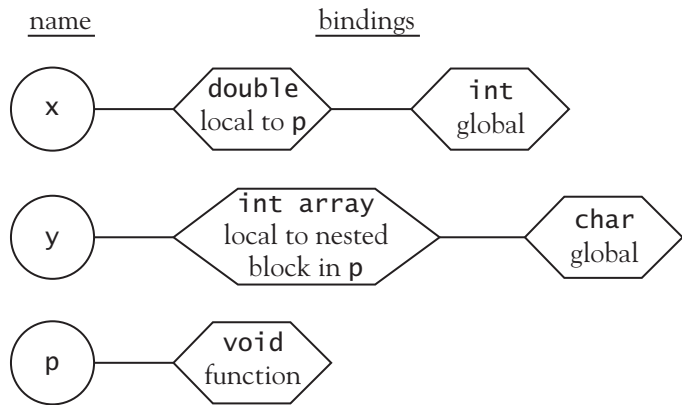 name
bindings
x
double
local to p
int
global
y
int array
local to nested
block in p
char
global
p
void
function